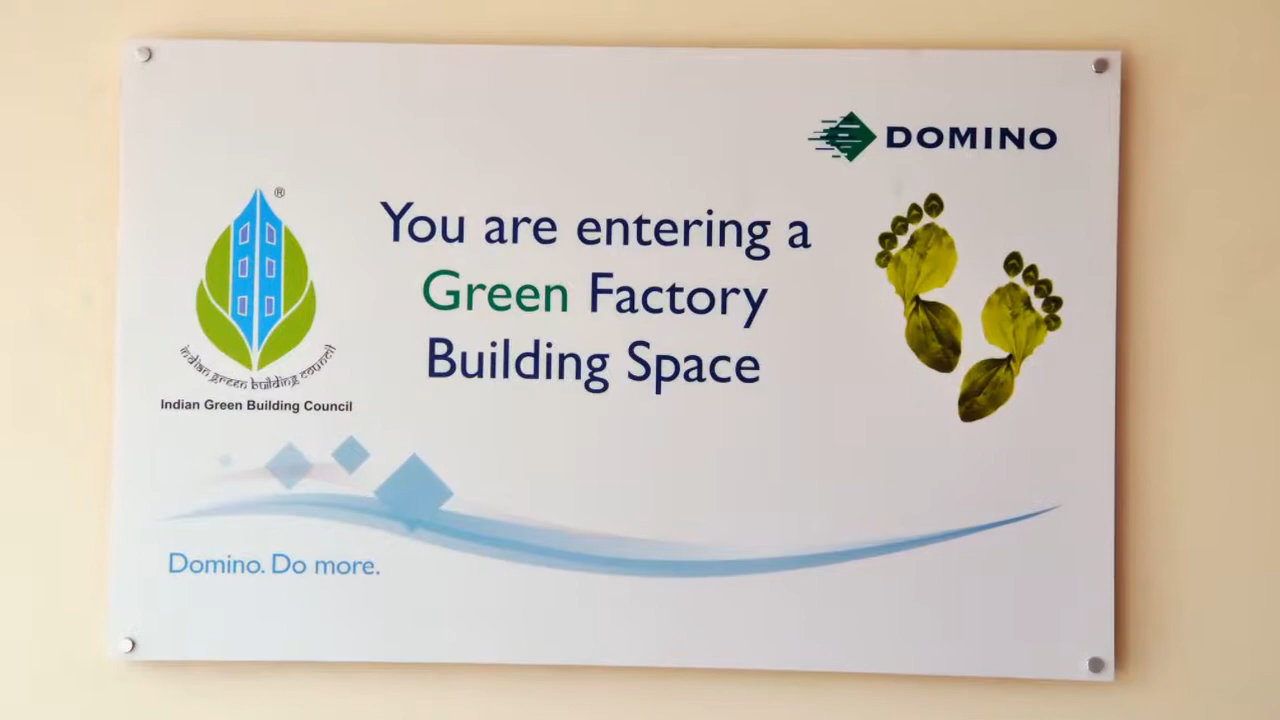 DOMINO
®
You are entering a
Green Factory
Building Space
indian green building council
Indian Green Building Council
Domino. Do more.